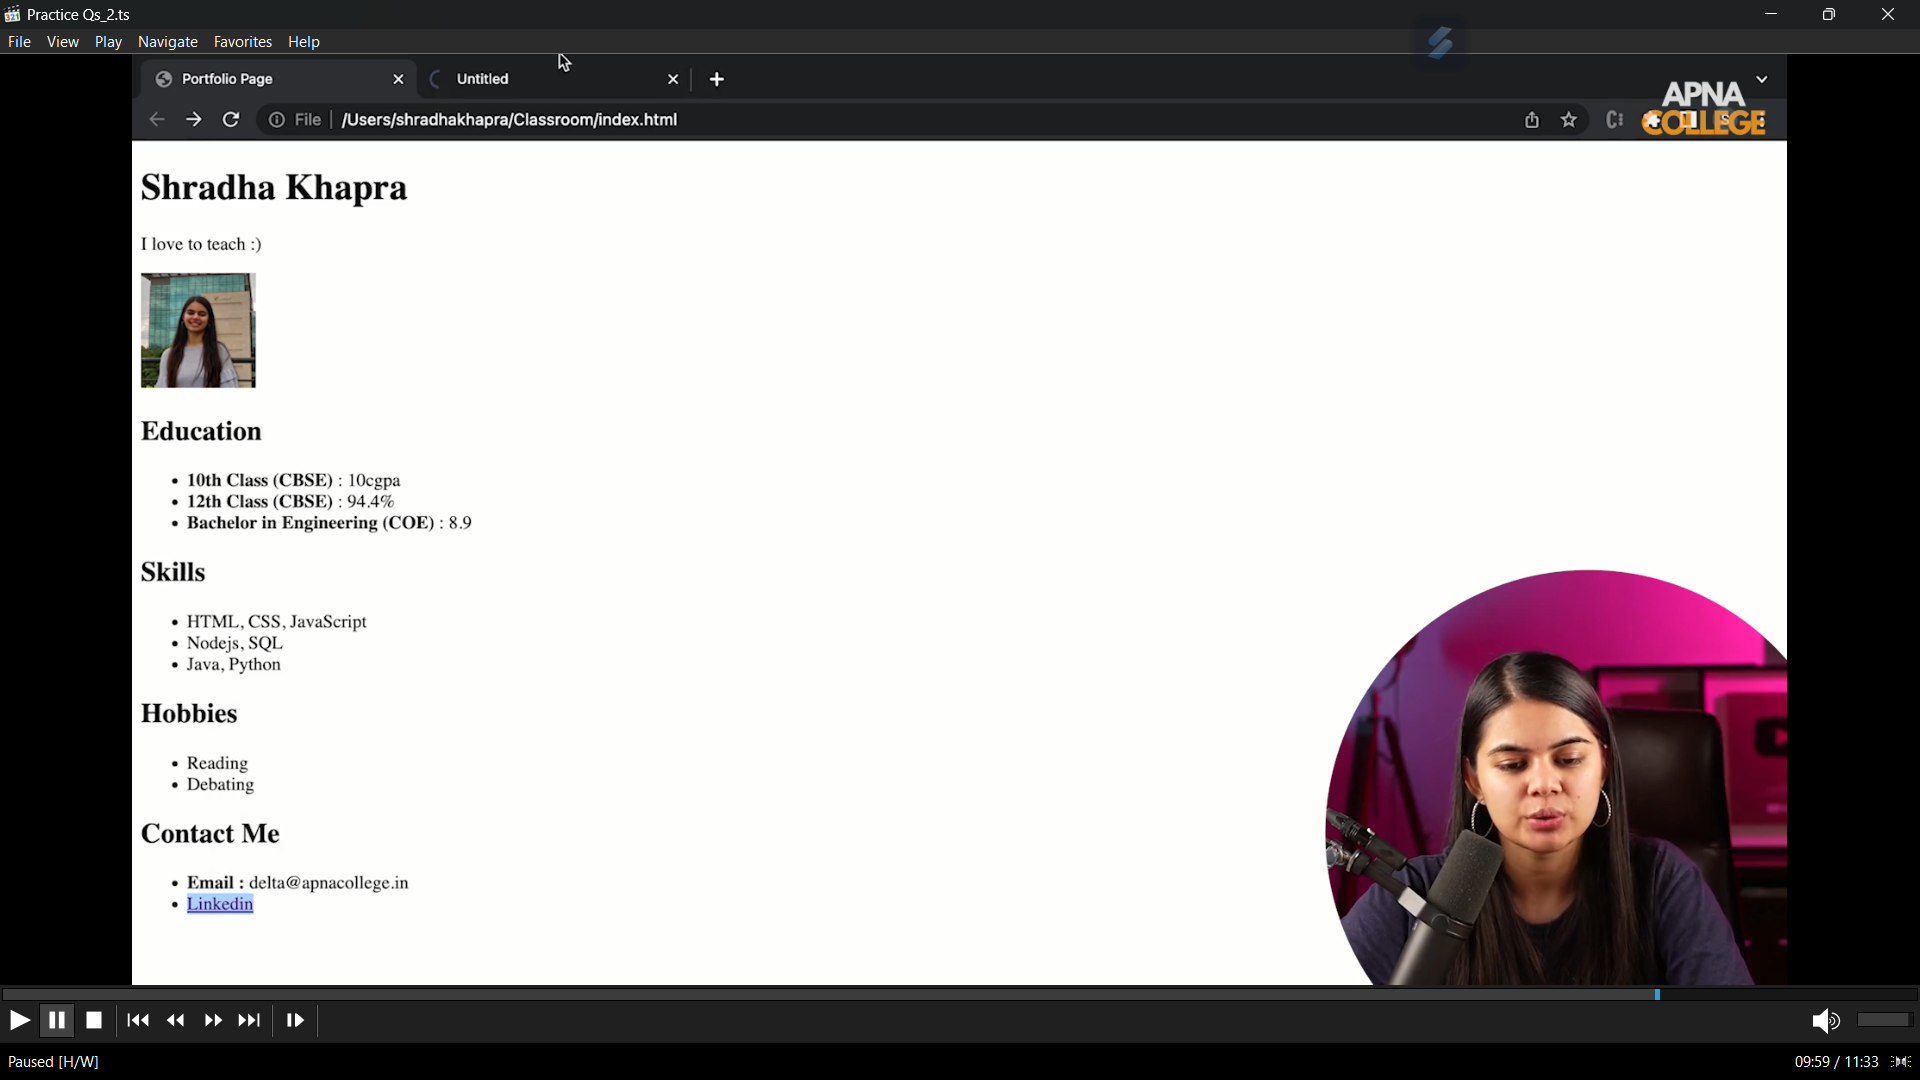 Practice Qs_2.ts
File View Play Navigate Favorites Help
Portfolio Page
Untitled
File /Users/shradhakhapra/Classroom/index.html
APNA
COLLEGE
Shradha Khapra
I love to teach :)
Education
• 10th Class (CBSE) : 10cgpa
• 12th Class (CBSE) : 94.4%
• Bachelor in Engineering (COE) : 8.9
Skills
• HTML, CSS, JavaScript
• Nodejs, SQL
• Java, Python
Hobbies
• Reading
• Debating
Contact Me
• Email : delta@apnacollege.in
• Linkedin
Paused [H/W]
09:59 / 11:33